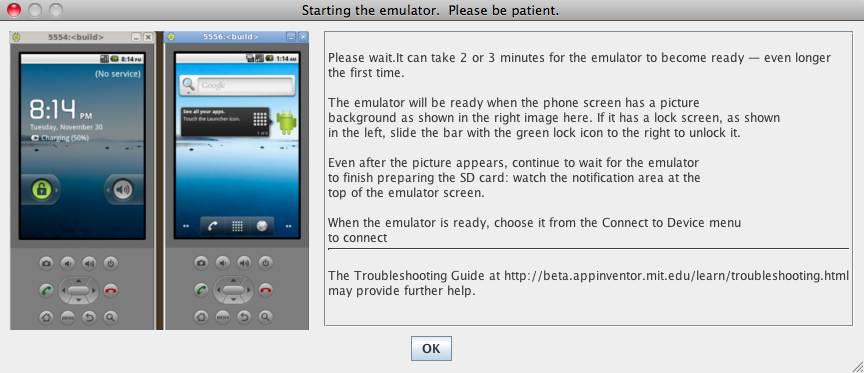 Starting the emulator. Please be patient.
5554:<build>
8:14 PM
(No service)
8:14 PM
Tuesday, November 30
Charging (50%)
MENU
5556:<build>
1:14 AM
Google
See all your apps.
Touch the Launcher icon.
1 of 6
MENU
Please wait.It can take 2 or 3 minutes for the emulator to become ready — even longer
the first time.
The emulator will be ready when the phone screen has a picture
background as shown in the right image here. If it has a lock screen, as shown
in the left, slide the bar with the green lock icon to the right to unlock it.
Even after the picture appears, continue to wait for the emulator
to finish preparing the SD card: watch the notification area at the
top of the emulator screen.
When the emulator is ready, choose it from the Connect to Device menu
to connect
The Troubleshooting Guide at http://beta.appinventor.mit.edu/learn/troubleshooting.html
may provide further help.
OK